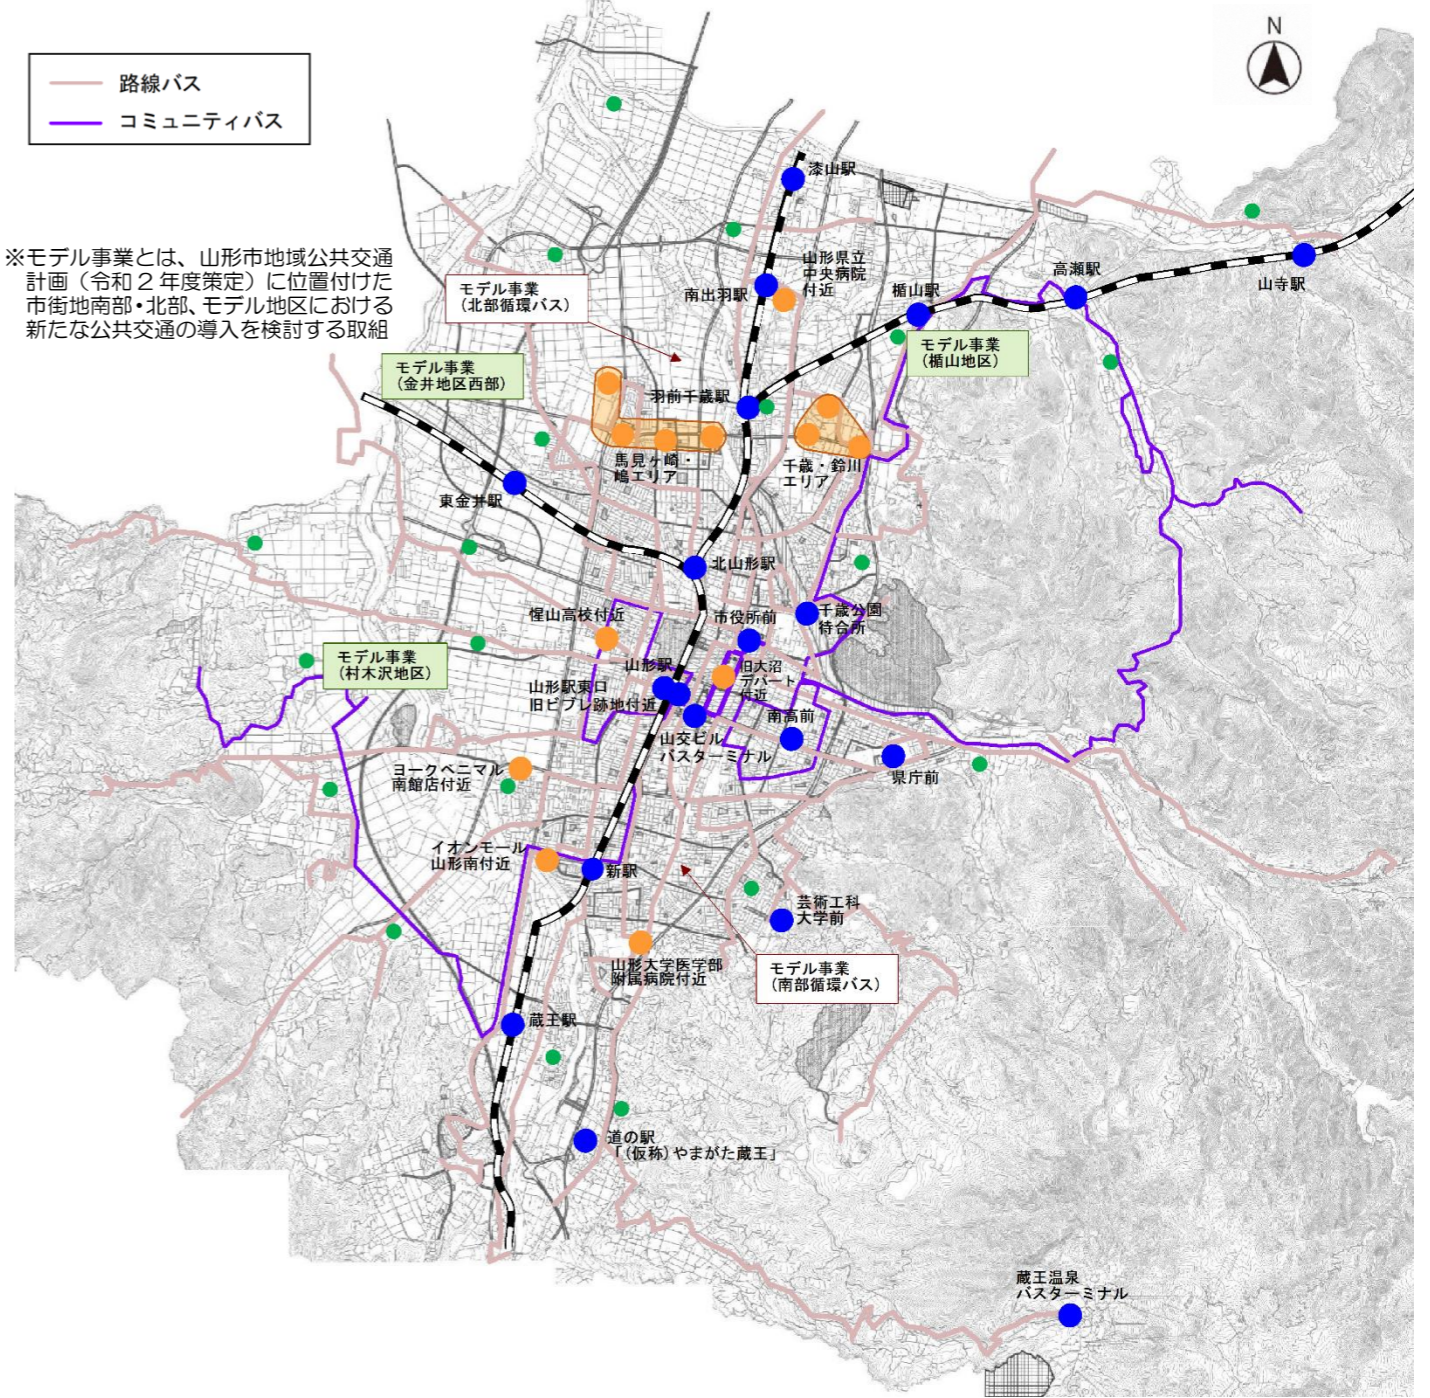 N
路線バス
コミュニティバス
※モデル事業とは、山形市地域公共交通
計画（令和２年度策定）に位置付けた
市街地南部・北部、モデル地区における
新たな公共交通の導入を検討する取組
漆山駅
山形県立
中央病院
付近
南出羽駅
モデル事業
（北部循環バス）
楯山駅
高瀬駅
山寺駅
モデル事業
（楯山地区）
モデル事業
（金井地区西部）
羽前千歳駅
馬見ヶ崎・
嶋エリア
千歳・鈴川
エリア
東金井駅
北山形駅
惺山高校付近
市役所前
千歳公園
待合所
モデル事業
（村木沢地区）
山形駅
旧大沼
デパート
付近
山形駅東口
旧ビブレ跡地付近
南高前
山交ビル
バスターミナル
県庁前
ヨークベニマル
南館店付近
イオンモール
山形南付近
新駅
芸術工科
大学前
山形大学医学部
附属病院付近
モデル事業
（南部循環バス）
蔵王駅
道の駅
「（仮称）やまがた蔵王」
蔵王温泉
バスターミナル